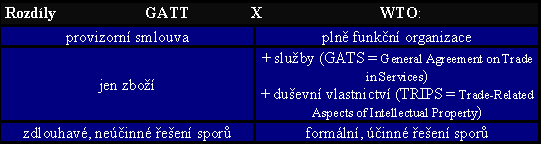 Rozdíly GATT X WTO:
provizorní smlouva plně funkční organizace
jen zboží
+ služby (GATS = General Agreement on Trade
in Services)
+ duševní vlastnictví (TRIPS = Trade-Related
Aspects of Intellectual Property)
zdlouhavé, neúčinné řešení sporů formální, účinné řešení sporů